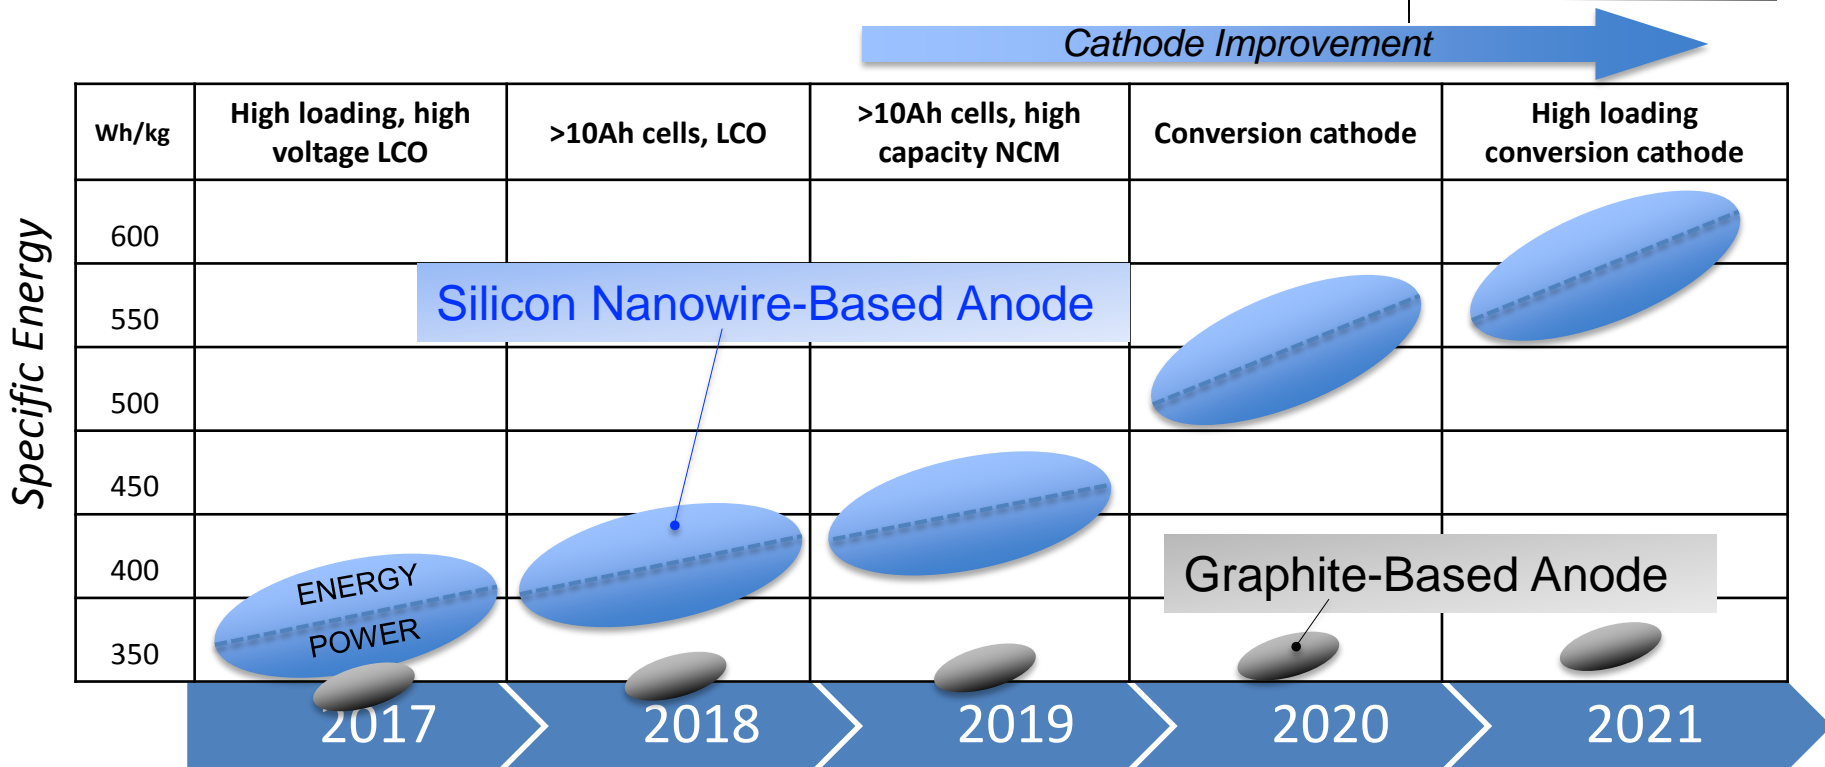 Cathode Improvement
Wh/kg
High loading, high
voltage LCO
>10Ah cells, LCO
>10Ah cells, high
capacity NCM
Conversion cathode
High loading
conversion cathode
Specific Energy
600
550
500
450
400
350
Silicon Nanowire-Based Anode
ENERGY
POWER
Graphite-Based Anode
2017
2018
2019
2020
2021